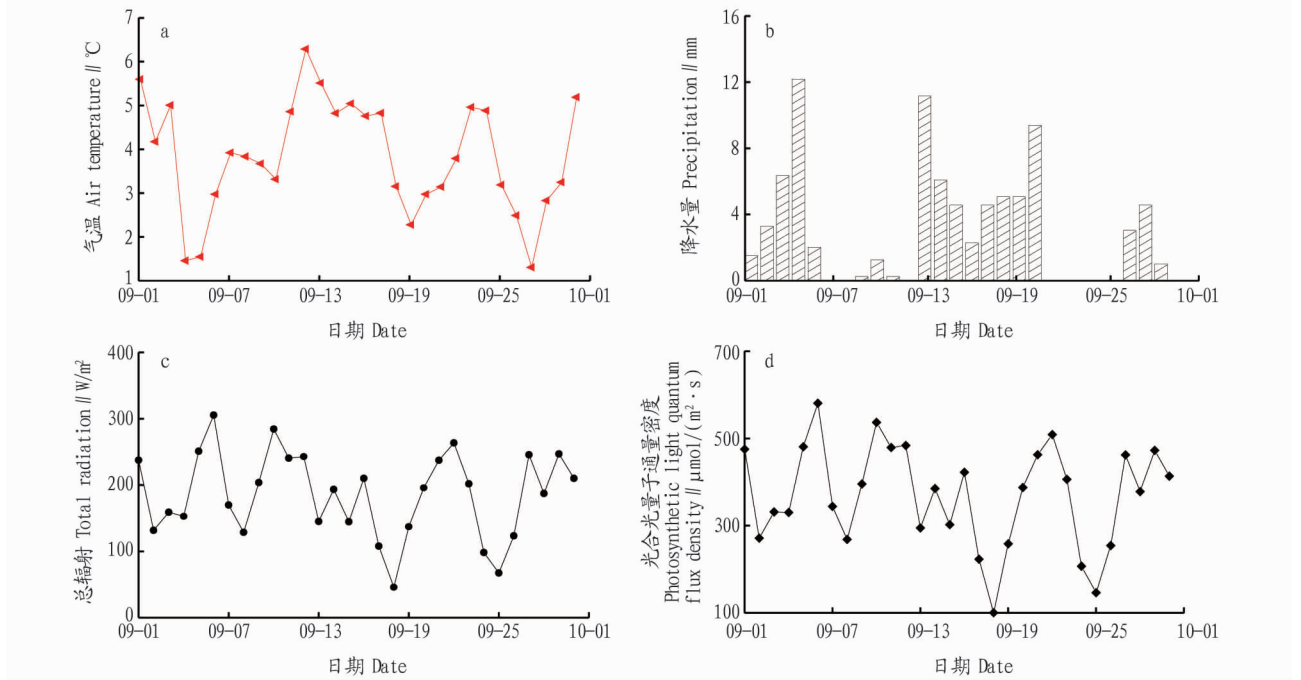 a
7
6
5
4
3
2
1
气温 Air temperature∥℃
09-01 09-07 09-13 09-19 09-25 10-01
日期 Date
b
16
12
8
4
0
降水量 Precipitation∥mm
09-01 09-07 09-13 09-19 09-25 10-01
日期 Date
c
400
300
200
100
0
总辐射 Total radiation∥W/m²
09-01 09-07 09-13 09-19 09-25 10-01
日期 Date
d
700
500
300
100
光合光量子通量密度
Photosynthetic light quantum
flux density∥μmol/(m²·s)
09-01 09-07 09-13 09-19 09-25 10-01
日期 Date